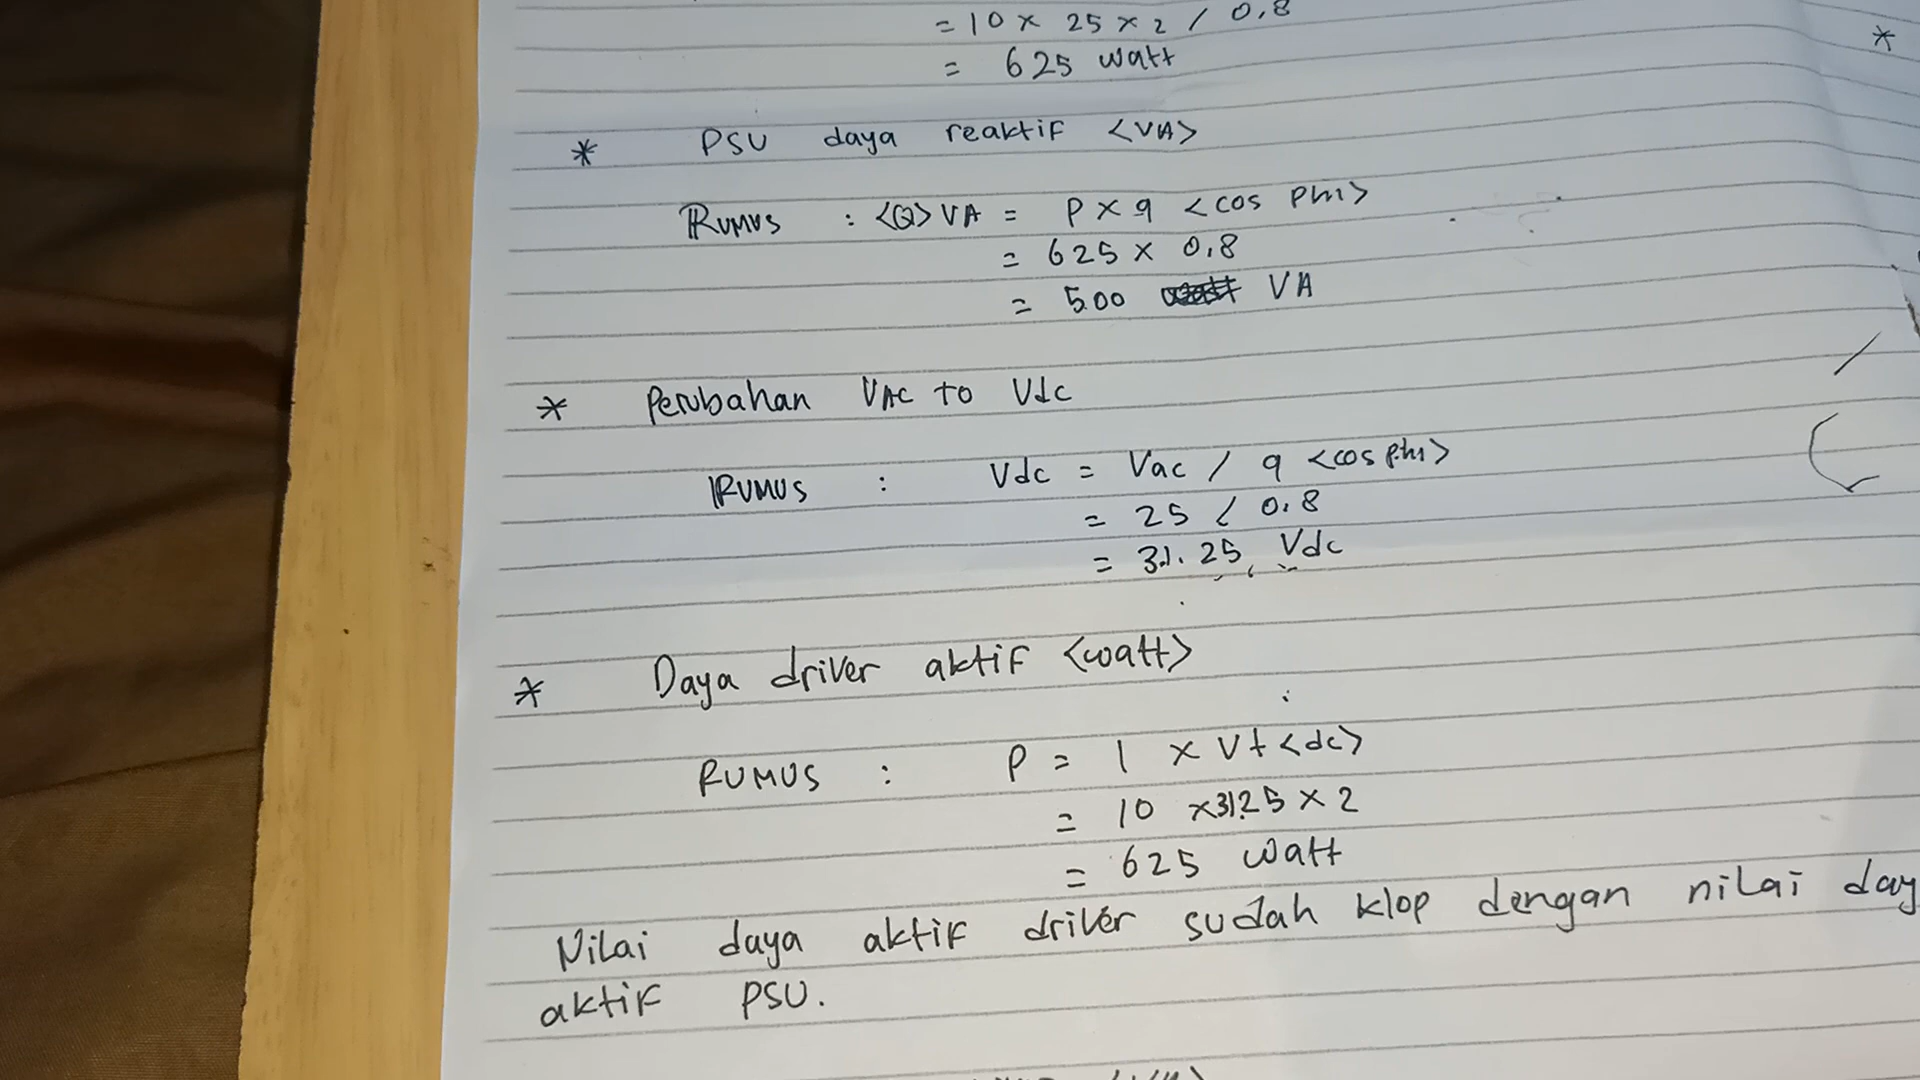 = 10 x 25 x 2 / 0,8
= 625 watt
*
* PSU daya reaktif <VA>
RUMUS : <Q> VA = P x q <cos phi>
= 625 x 0,8
= 500 VA
* Perubahan VAC to Vdc
RUMUS : Vdc = Vac / q <cos phi>
= 25 / 0.8
= 31.25 Vdc
* Daya driver aktif <watt>
RUMUS : P = I x Vt <dc>
= 10 x 31.25 x 2
= 625 watt
Nilai daya aktif driver sudah klop dengan nilai day
aktif PSU.